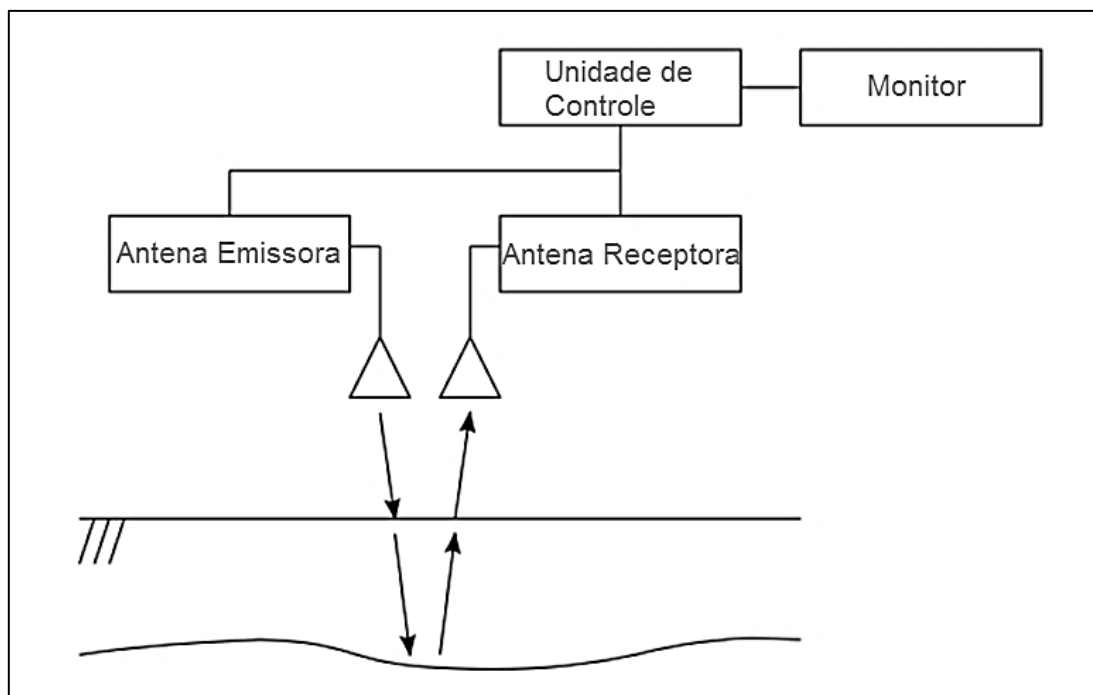 Unidade de
Controle
Monitor
Antena Emissora
Antena Receptora